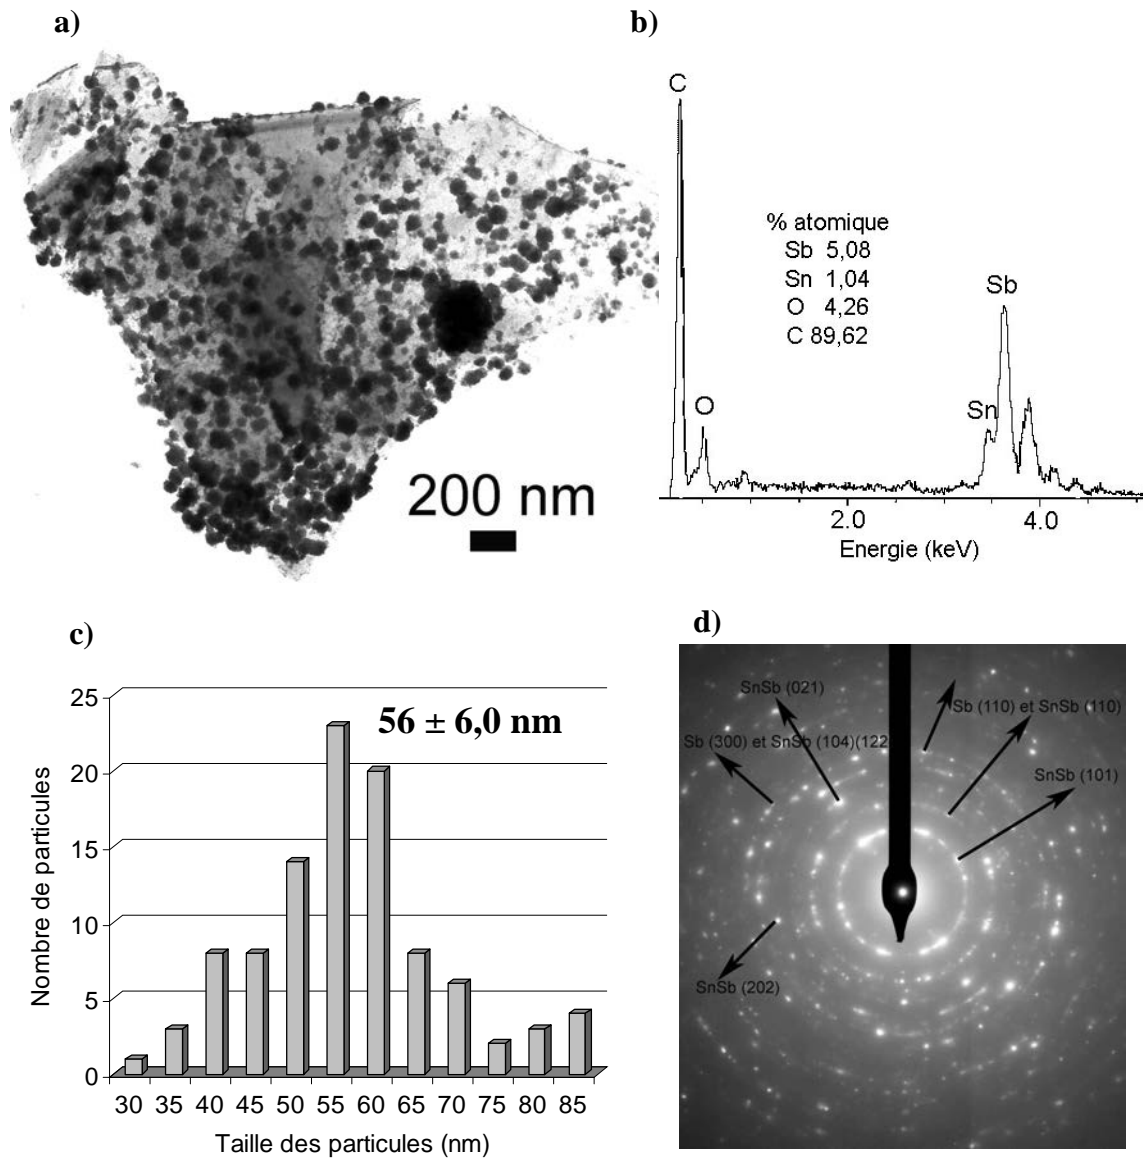 a)
200 nm
b)
C
O
% atomique
Sb 5,08
Sn 1,04
O 4,26
C 89,62
Sb
Sn
2.0
4.0
Energie (keV)
c)
56 ± 6,0 nm
Nombre de particules
25
20
15
10
5
0
30 35 40 45 50 55 60 65 70 75 80 85
Taille des particules (nm)
d)
SnSb (021)
Sb (110) et SnSb (110)
Sb (300) et SnSb (104)(122
SnSb (101)
SnSb (202)